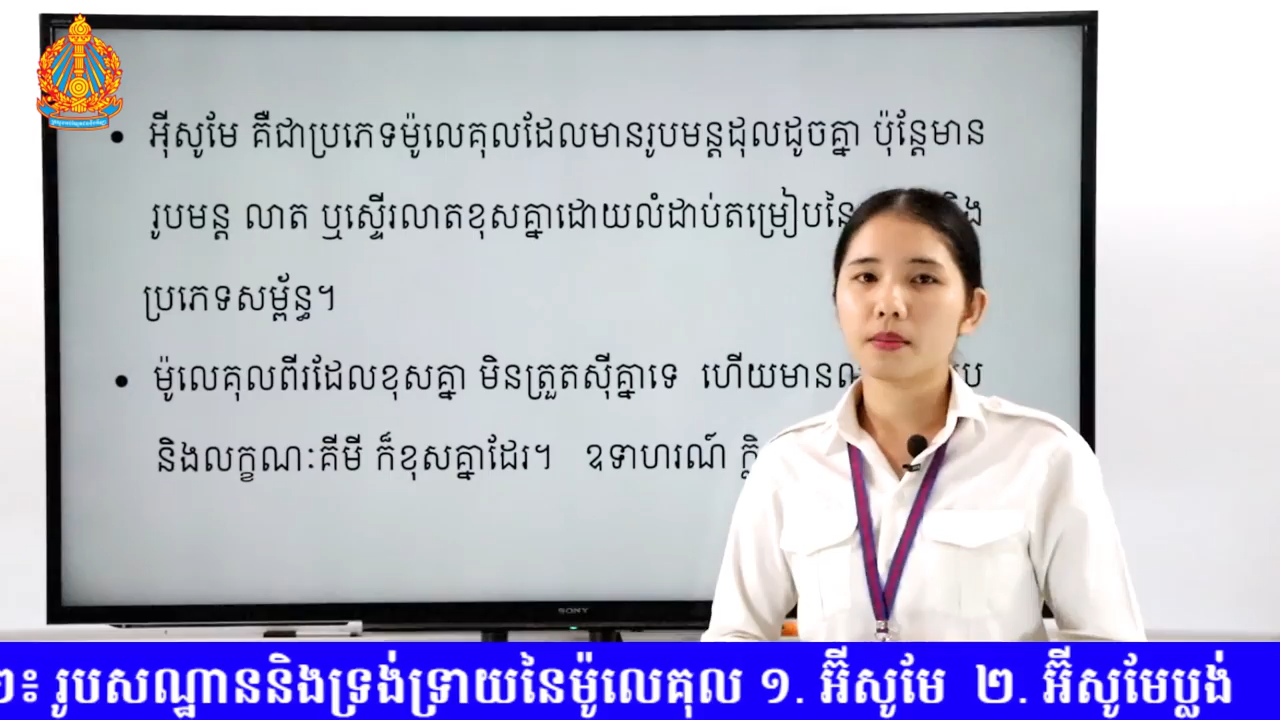 • អ៊ីសូមែ គឺជាប្រភេទម៉ូលេគុលដែលមានរូបមន្តដុលដូចគ្នា ប៉ុន្តែមាន
រូបមន្ត លាត ឬស្ទើរលាតខុសគ្នាដោយលំដាប់តម្រៀបនៃ និង
ប្រភេទសម្ព័ន្ធ។
• ម៉ូលេគុលពីរដែលខុសគ្នា មិនត្រួតស៊ីគ្នាទេ ហើយមាន
និងលក្ខណៈគីមី ក៏ខុសគ្នាដែរ។ ឧទាហរណ៍
SONY
២៖ រូបសណ្ឋាននិងទ្រង់ទ្រាយនៃម៉ូលេគុល ១. អ៊ីសូមែ ២. អ៊ីសូមែប្លង់